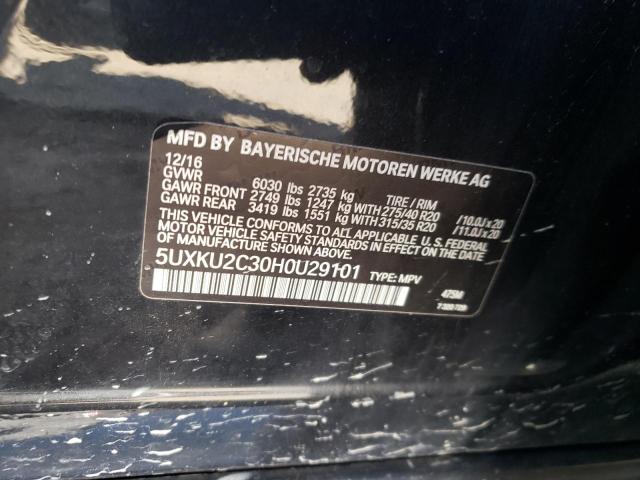 MFD BY BAYERISCHE MOTOREN WERKE AG
12/16
GVWR 6030 lbs 2735 kg TIRE / RIM
GAWR FRONT 2749 lbs 1247 kg WITH 275/40 R20 /10.0J x 20
GAWR REAR 3419 lbs 1551 kg WITH 315/35 R20 /11.0J x 20
THIS VEHICLE CONFORMS TO ALL APPLICABLE U.S. FEDERAL
MOTOR VEHICLE SAFETY STANDARDS IN EFFECT ON THE DATE
OF MANUFACTURE SHOWN ABOVE.
5UXKU2C30H0U29101 TYPE: MPV 475M